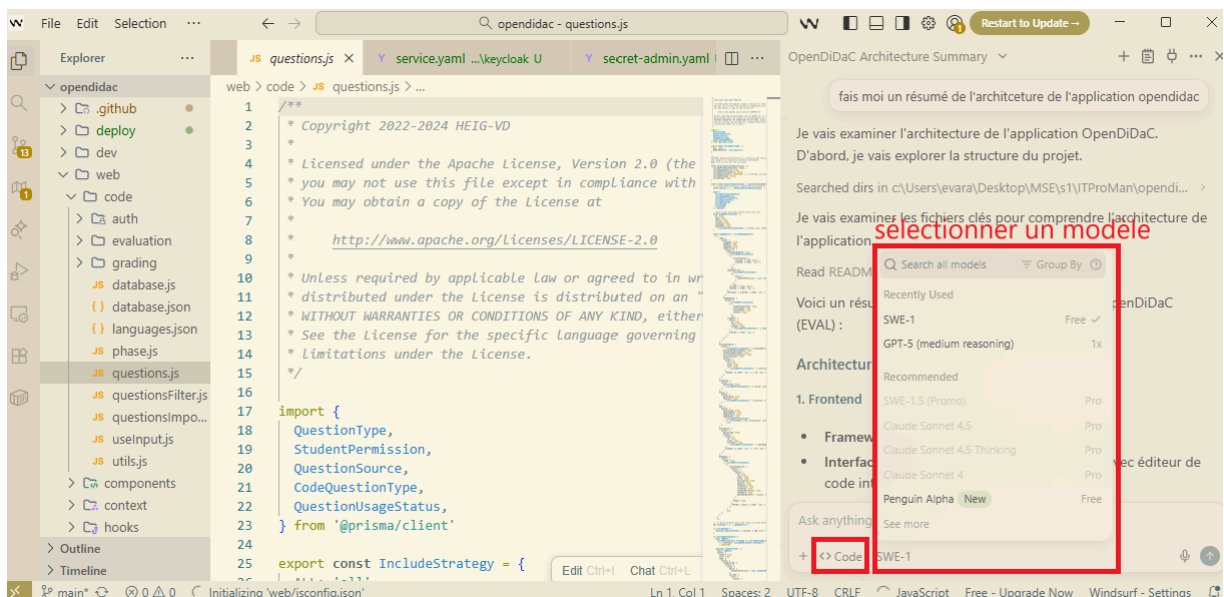 File Edit Selection ··· opendidac - questions.js Restart to Update→
Explorer ···
opendidac
.github
deploy
dev
web
code
auth
evaluation
grading
JS database.js
{ } database.json
{ } languages.json
JS phase.js
JS questions.js
JS questionsFilter.js
JS questionsImpo...
JS useInput.js
JS utils.js
components
context
hooks
Outline
Timeline
13
1
JS questions.js × Y service.yaml ...\keycloak U Y secret-admin.yaml
web > code > JS questions.js > ...
1 /**
2 * Copyright 2022-2024 HEIG-VD
3 *
4 * Licensed under the Apache License, Version 2.0 (the
5 * you may not use this file except in compliance with
6 * You may obtain a copy of the License at
7 *
8 * http://www.apache.org/licenses/LICENSE-2.0
9 *
10 * Unless required by applicable law or agreed to in wr
11 * distributed under the License is distributed on an "
12 * WITHOUT WARRANTIES OR CONDITIONS OF ANY KIND, either
13 * See the License for the specific language governing
14 * limitations under the License.
15 */
16
17 import {
18 QuestionType,
19 StudentPermission,
20 QuestionSource,
21 CodeQuestionType,
22 QuestionUsageStatus,
23 } from '@prisma/client'
24
25 export const IncludeStrategy = {
Edit Ctrl+I Chat Ctrl+L
OpenDiDaC Architecture Summary
fais moi un résumé de l'architceture de l'application opendidac
Je vais examiner l'architecture de l'application OpenDiDaC.
D'abord, je vais explorer la structure du projet.
Searched dirs in c:\Users\evara\Desktop\MSE\s1\ITProMan\opendi... >
Je vais examiner les fichiers clés pour comprendre l'architecture de
l'application.
sélectionner un modèle
Read README
Voici un résu
penDiDaC
(EVAL) :
Architectur
1. Frontend
• Framew
• Interfac
vec éditeur de
code int
Search all models Group By
Recently Used
SWE-1 Free ✓
GPT-5 (medium reasoning) 1x
Recommended
SWE-1.5 (Promo) Pro
Claude Sonnet 4.5 Pro
Claude Sonnet 4.5 Thinking Pro
Claude Sonnet 4 Pro
Penguin Alpha New Free
See more
Ask anything
+ <> Code SWE-1
main* 0 0 Initializing 'web/jsconfig.json' Ln 1, Col 1 Spaces: 2 UTF-8 CRLF JavaScript Free - Upgrade Now Windsurf - Settings